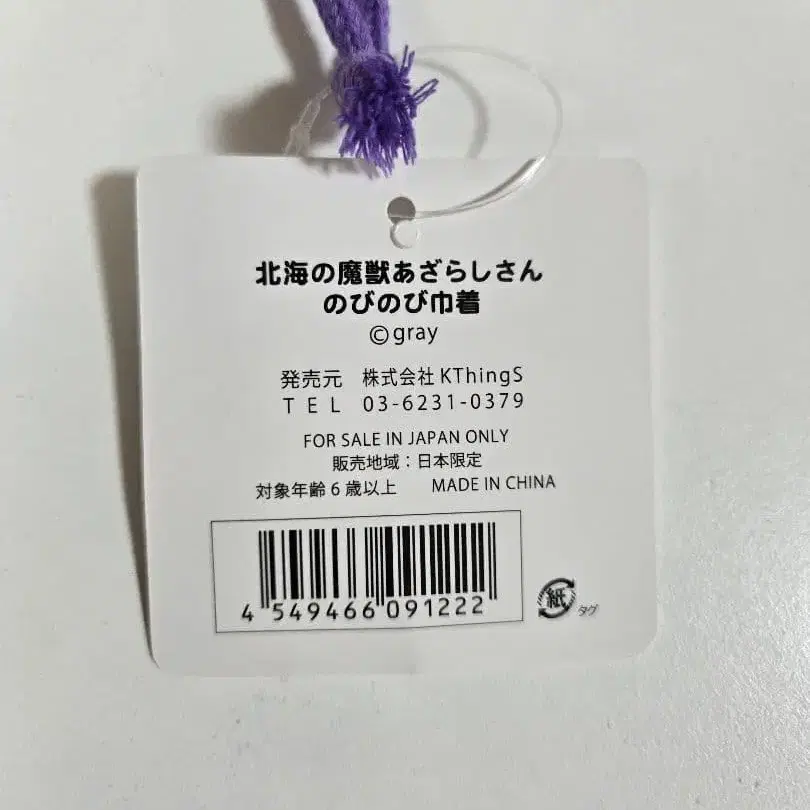 北海の魔獣あざらしさん
のびのび巾着
©gray
発売元　株式会社 KThingS
ＴＥＬ　03-6231-0379
FOR SALE IN JAPAN ONLY
販売地域：日本限定
対象年齢 6 歳以上　MADE IN CHINA
4 549466 091222
紙
タグ